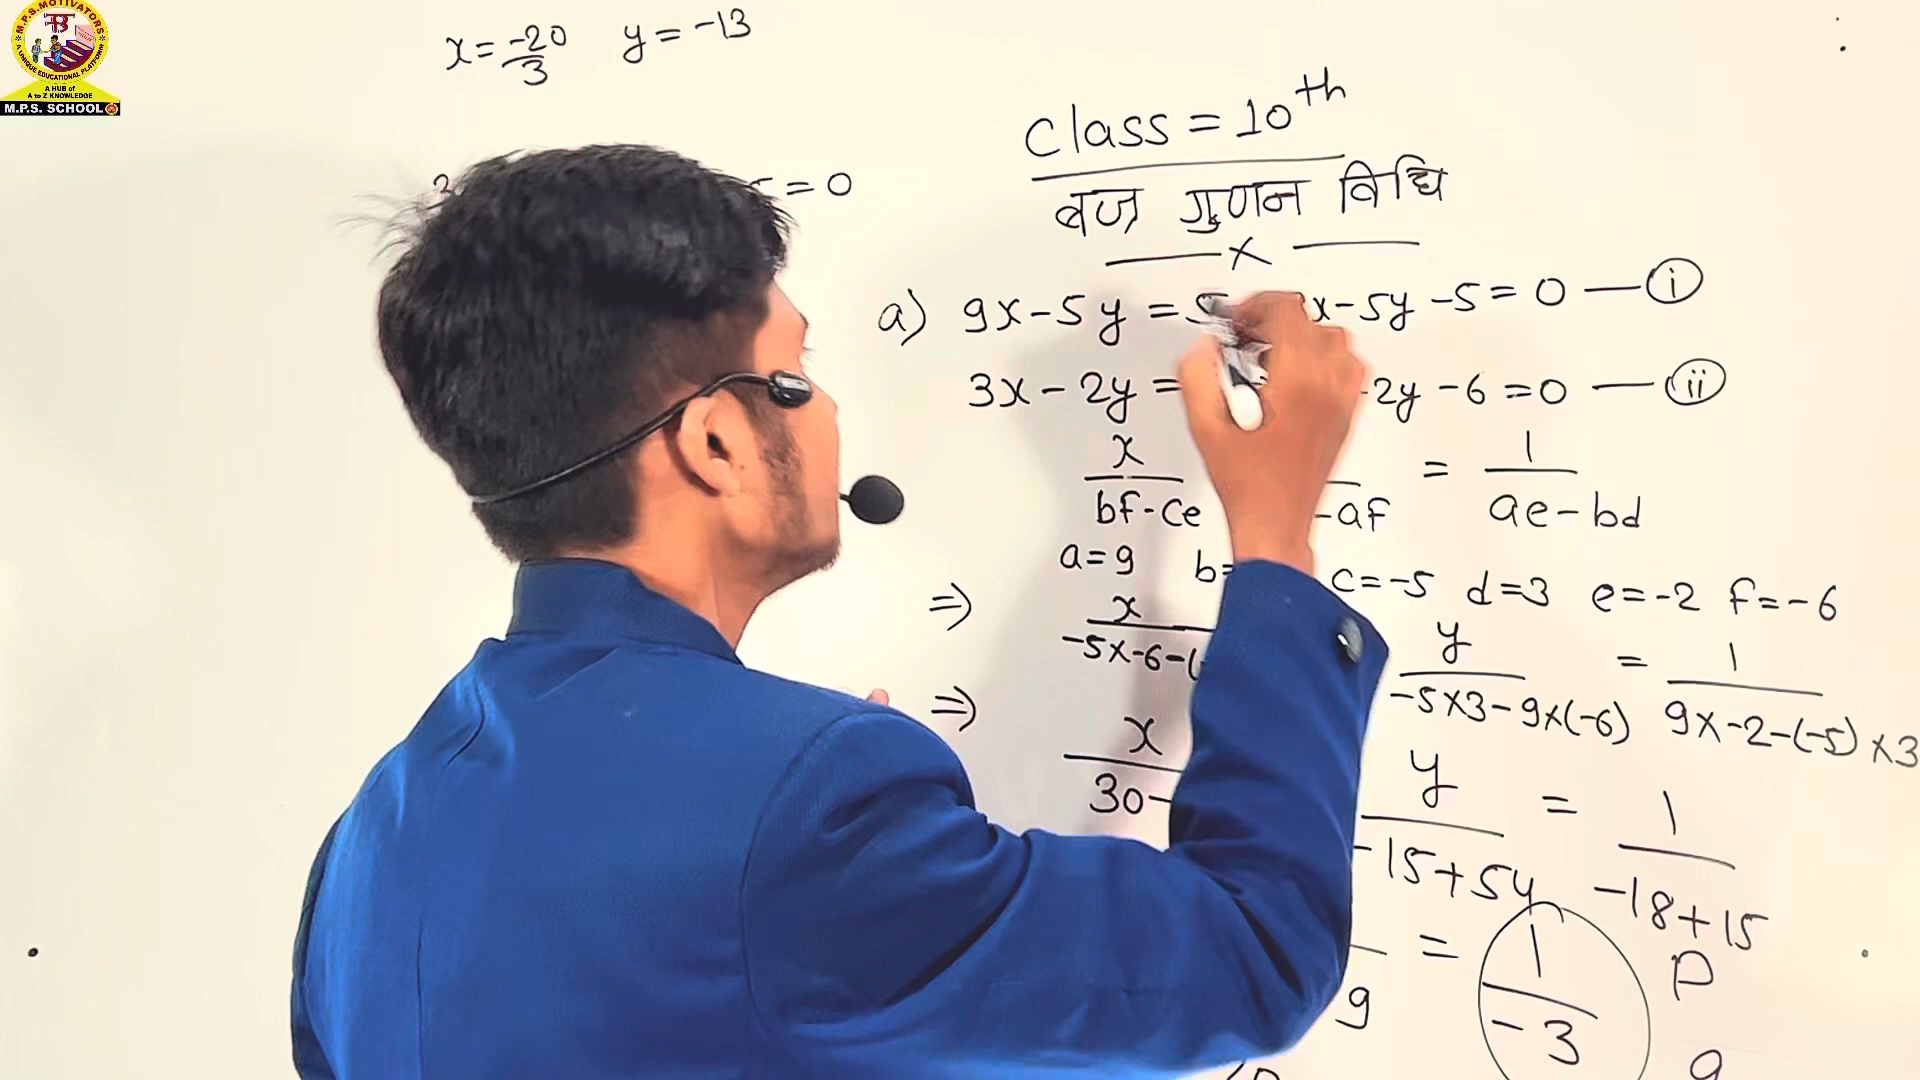 M.P.S. MOTIVATORS
A UNIQUE EDUCATIONAL PLATFORM
A HUB of
A to Z KNOWLEDGE
M.P.S. SCHOOL
x = -20/3 y = -13
= 0
Class = 10th
बज्र गुणन विधि
x
a) 9x - 5y = 5 x - 5y - 5 = 0 — (i)
3x - 2y = - 2y - 6 = 0 — (ii)
x/(bf - ce) - af = 1/(ae - bd)
a = 9 b = c = -5 d = 3 e = -2 f = -6
⇒ x/(-5x-6-( y/(-5x3-9x(-6)) = 1/(9x-2-(-5)x3)
⇒ x/(30- y/(-15+54) = 1/(-18+15)
9 = 1/-3 P